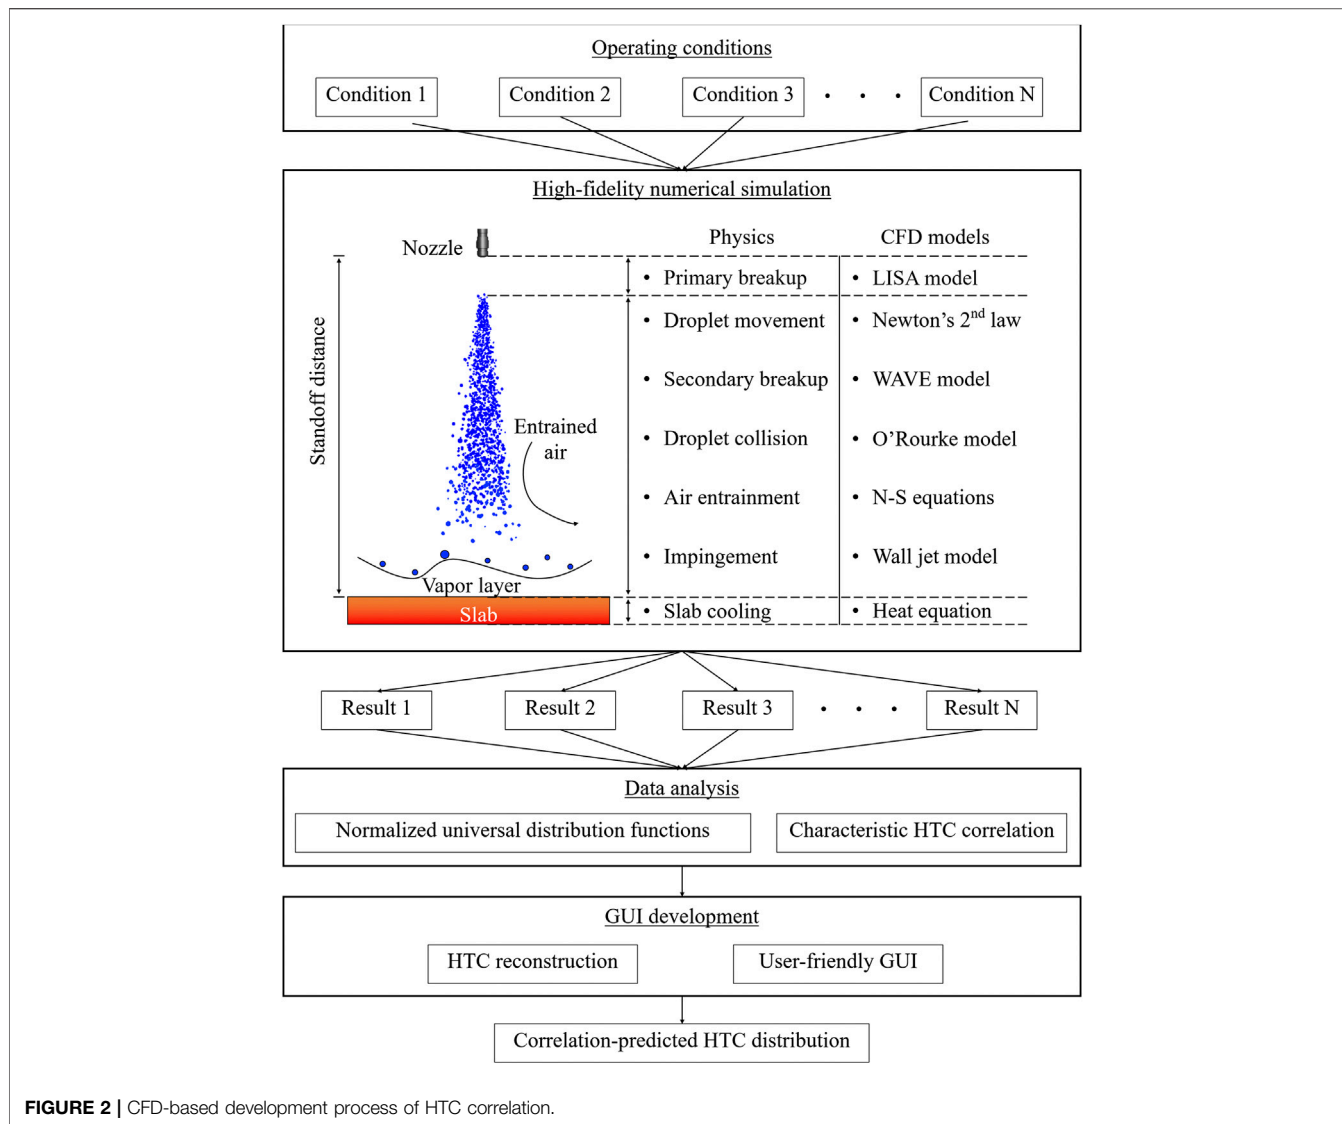 Operating conditions
Condition 1 Condition 2 Condition 3 • • • Condition N
High-fidelity numerical simulation
Physics CFD models
Nozzle
• Primary breakup • LISA model
• Droplet movement • Newton's 2nd law
• Secondary breakup • WAVE model
Standoff distance
Entrained
air
• Droplet collision • O'Rourke model
• Air entrainment • N-S equations
• Impingement • Wall jet model
Vapor layer
Slab
• Slab cooling • Heat equation
Result 1 Result 2 Result 3 • • • Result N
Data analysis
Normalized universal distribution functions Characteristic HTC correlation
GUI development
HTC reconstruction User-friendly GUI
Correlation-predicted HTC distribution
FIGURE 2 | CFD-based development process of HTC correlation.